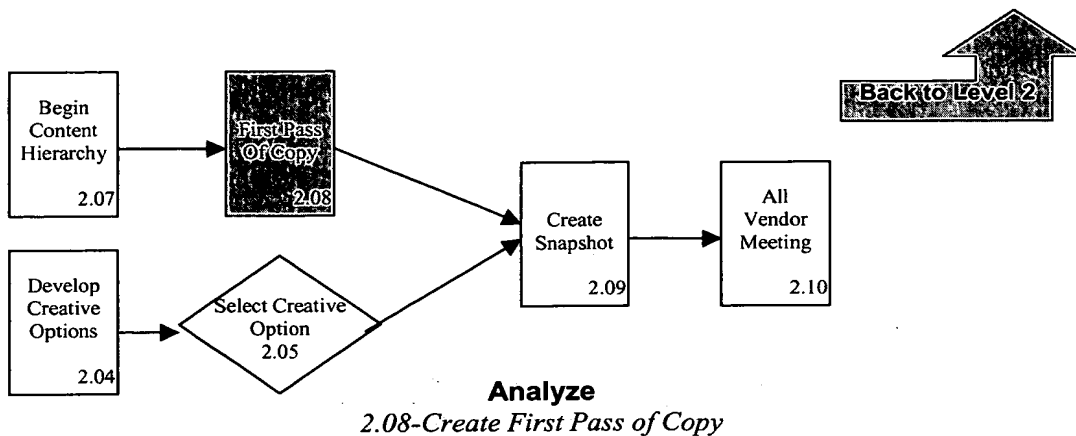 Back to Level 2
Begin
Content
Hierarchy
2.07
First Pass
Of Copy
2.08
Create
Snapshot
2.09
All
Vendor
Meeting
2.10
Develop
Creative
Options
2.04
Select Creative
Option
2.05
Analyze
2.08-Create First Pass of Copy